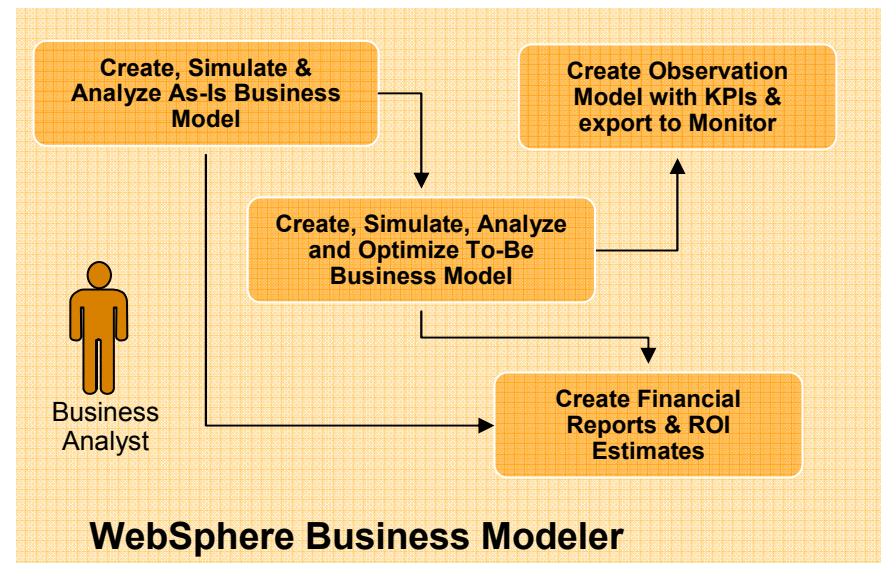 Create, Simulate &
Analyze As-Is Business
Model
Create Observation
Model with KPIs &
export to Monitor
Create, Simulate, Analyze
and Optimize To-Be
Business Model
Business
Analyst
Create Financial
Reports & ROI
Estimates
WebSphere Business Modeler